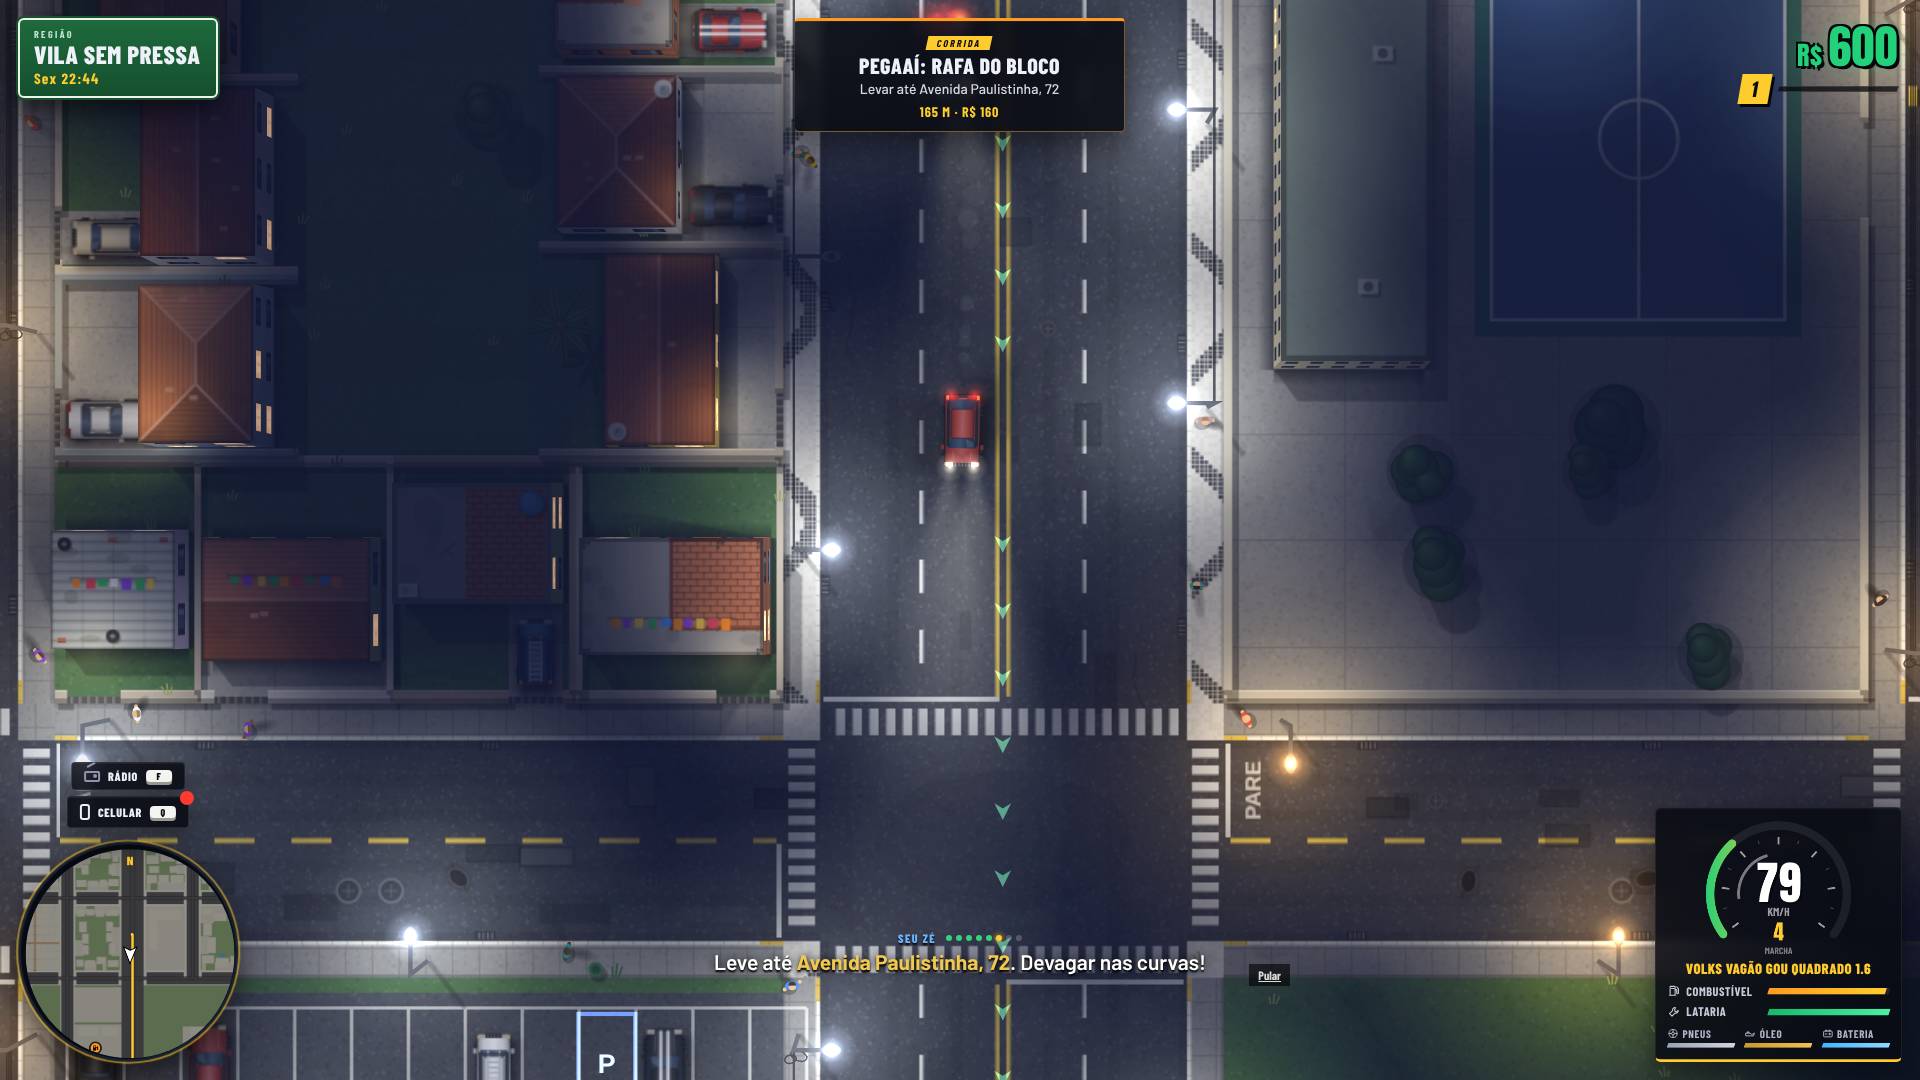 REGIÃO
VILA SEM PRESSA
Sex 22:44
CORRIDA
PEGAAÍ: RAFA DO BLOCO
Levar até Avenida Paulistinha, 72
165 M · R$ 160
R$ 600
1
PARE
RÁDIO F
CELULAR Q
N
SEU ZÉ
Leve até Avenida Paulistinha, 72. Devagar nas curvas!
Pular
P
79
KM/H
4
MARCHA
VOLKS VAGÃO GOU QUADRADO 1.6
COMBUSTÍVEL
LATARIA
PNEUS ÓLEO BATERIA